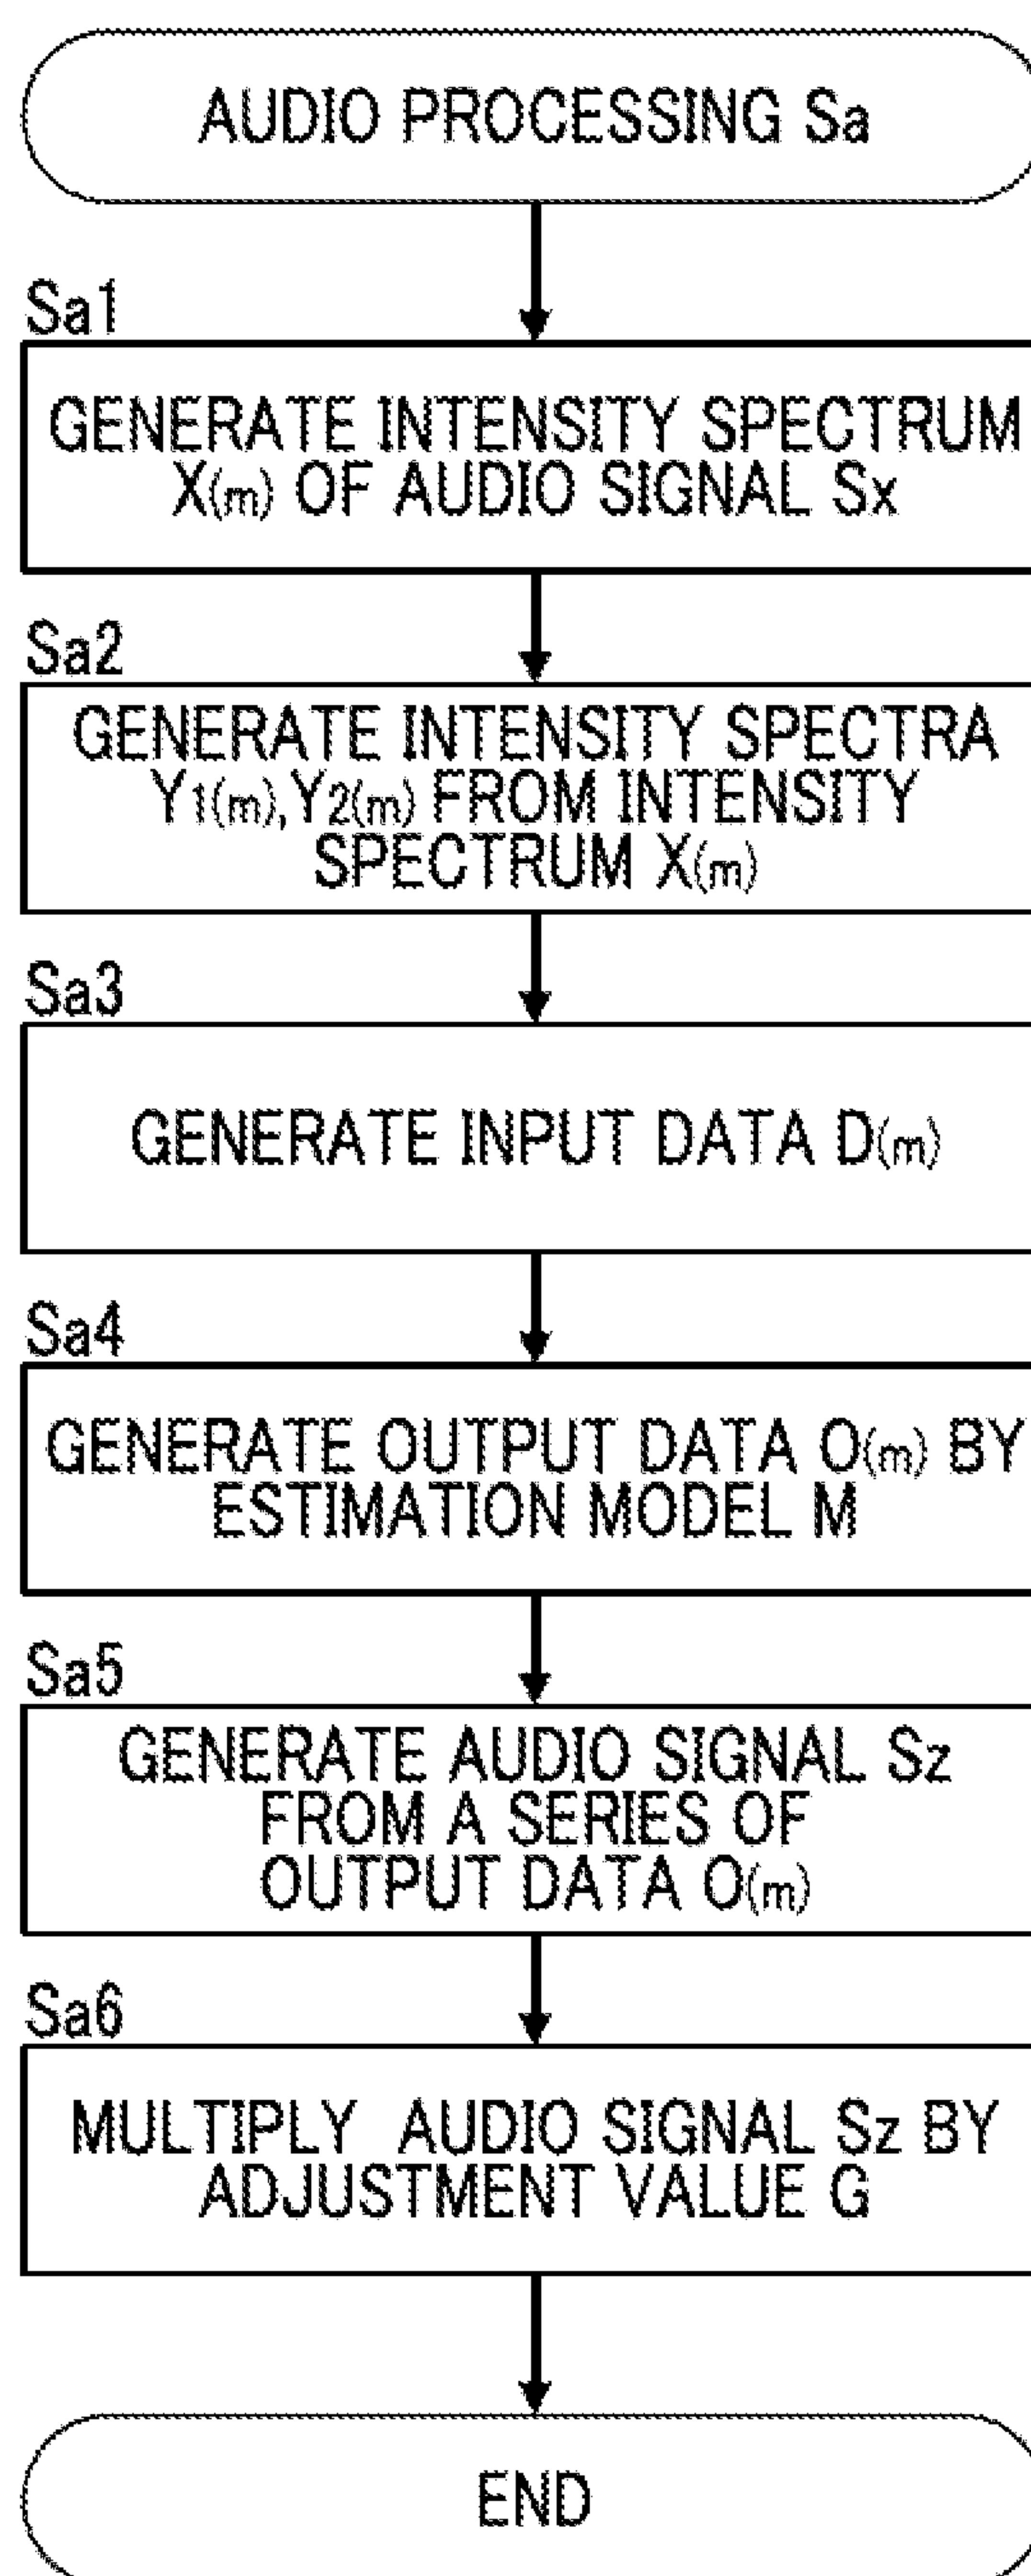 AUDIO PROCESSING Sa
Sa1
GENERATE INTENSITY SPECTRUM
X(m) OF AUDIO SIGNAL Sx
Sa2
GENERATE INTENSITY SPECTRA
Y1(m),Y2(m) FROM INTENSITY
SPECTRUM X(m)
Sa3
GENERATE INPUT DATA D(m)
Sa4
GENERATE OUTPUT DATA O(m) BY
ESTIMATION MODEL M
Sa5
GENERATE AUDIO SIGNAL Sz
FROM A SERIES OF
OUTPUT DATA O(m)
Sa6
MULTIPLY AUDIO SIGNAL Sz BY
ADJUSTMENT VALUE G
END